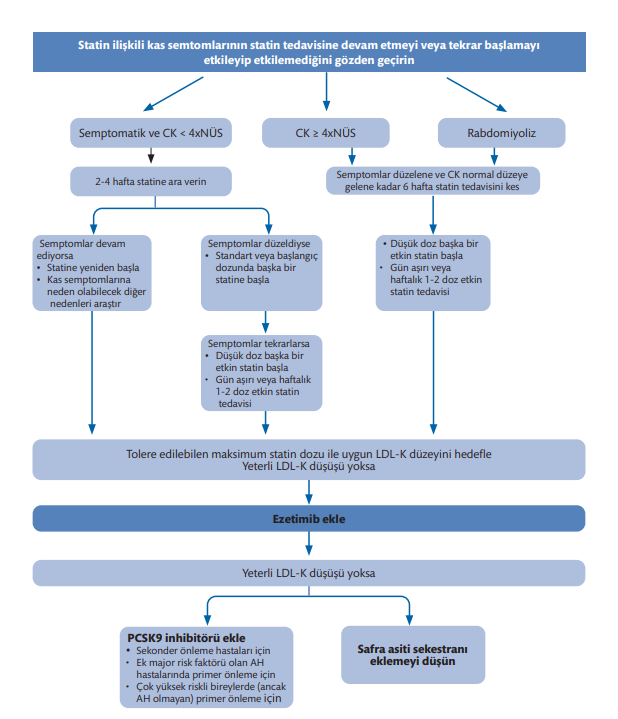 Statin ilişkili kas semtomlarının statin tedavisine devam etmeyi veya tekrar başlamayı
etkileyip etkilemediğini gözden geçirin
Semptomatik ve CK < 4xNÜS
CK ≥ 4xNÜS
Rabdomiyoliz
2-4 hafta statine ara verin
Semptomlar düzelene ve CK normal düzeye
gelene kadar 6 hafta statin tedavisini kes
Semptomlar devam
ediyorsa
• Statine yeniden başla
• Kas semptomlarına
neden olabilecek diğer
nedenleri araştır
Semptomlar düzeldiyse
• Standart veya başlangıç
dozunda başka bir
statine başla
• Düşük doz başka bir
etkin statin başla
• Gün aşırı veya
haftalık 1-2 doz etkin
statin tedavisi
Semptomlar tekrarlarsa
• Düşük doz başka bir
etkin statin başla
• Gün aşırı veya haftalık
1-2 doz etkin statin
tedavisi
Tolere edilebilen maksimum statin dozu ile uygun LDL-K düzeyini hedefle
Yeterli LDL-K düşüşü yoksa
Ezetimib ekle
Yeterli LDL-K düşüşü yoksa
PCSK9 inhibitörü ekle
• Sekonder önleme hastaları için
• Ek major risk faktörü olan AH
hastalarında primer önleme için
• Çok yüksek riskli bireylerde (ancak
AH olmayan) primer önleme için
Safra asiti sekestranı
eklemeyi düşün